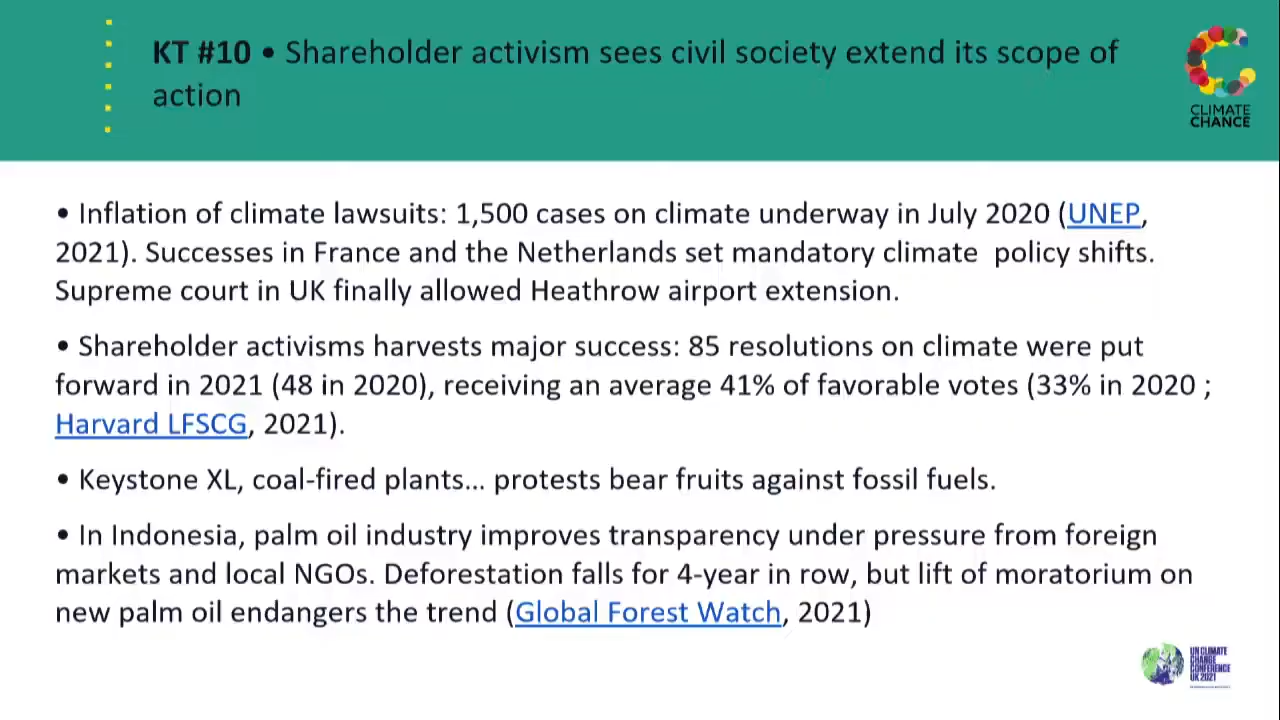 KT #10 • Shareholder activism sees civil society extend its scope of
action
CLIMATE
CHANCE
• Inflation of climate lawsuits: 1,500 cases on climate underway in July 2020 (UNEP,
2021). Successes in France and the Netherlands set mandatory climate  policy shifts.
Supreme court in UK finally allowed Heathrow airport extension.
• Shareholder activisms harvests major success: 85 resolutions on climate were put
forward in 2021 (48 in 2020), receiving an average 41% of favorable votes (33% in 2020 ;
Harvard LFSCG, 2021).
• Keystone XL, coal-fired plants... protests bear fruits against fossil fuels.
• In Indonesia, palm oil industry improves transparency under pressure from foreign
markets and local NGOs. Deforestation falls for 4-year in row, but lift of moratorium on
new palm oil endangers the trend (Global Forest Watch, 2021)
UN CLIMATE
CHANGE
CONFERENCE
UK 2021